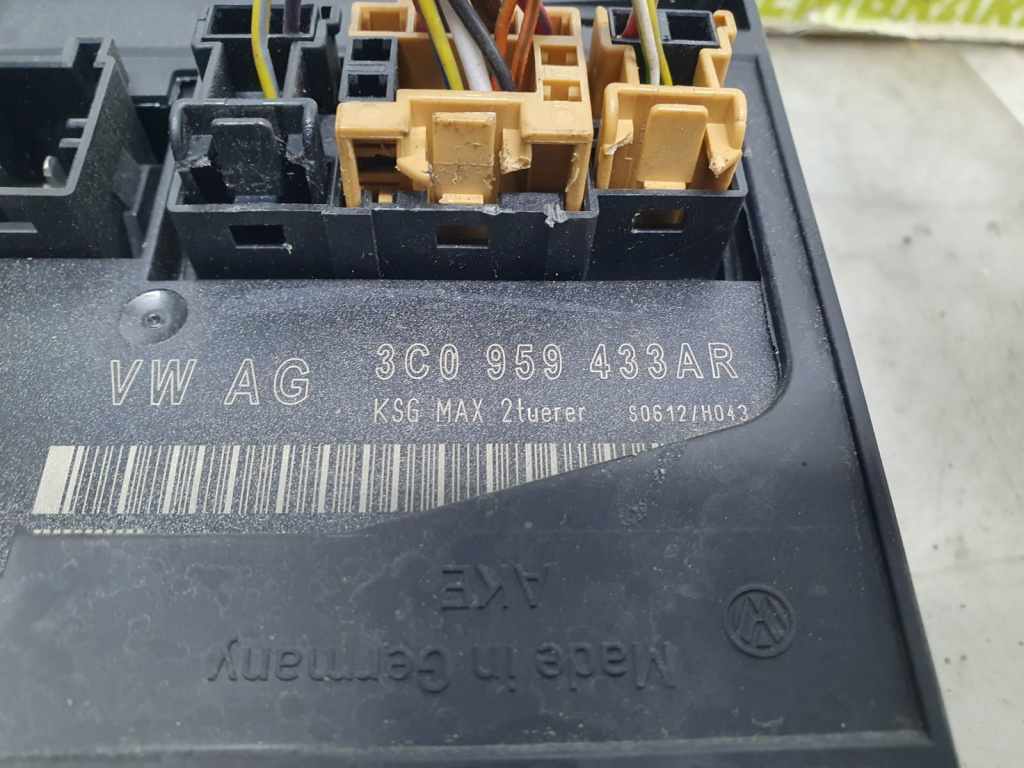 VW AG 3C0 959 433AR
KSG MAX 2tuerer S0612/H043
AKE
Made in Germany